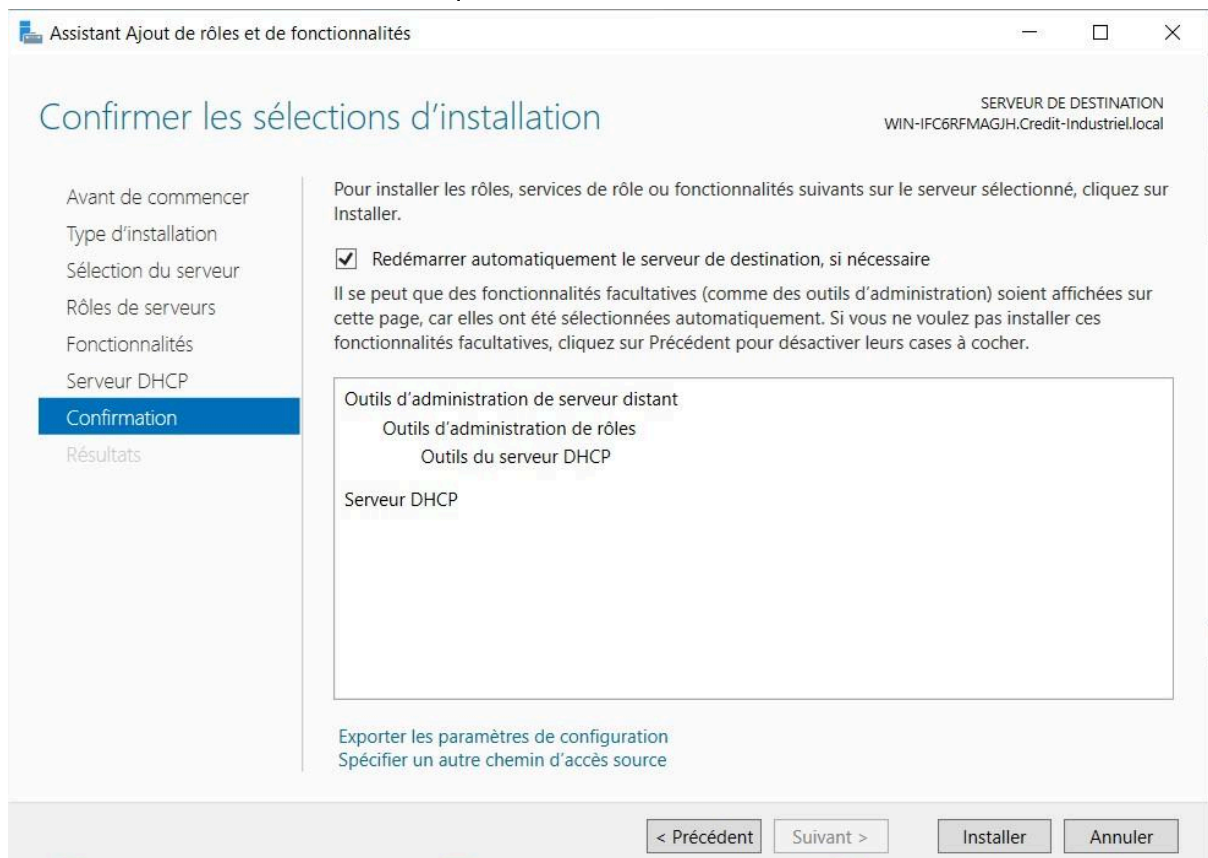 Assistant Ajout de rôles et de fonctionnalités
Confirmer les sélections d’installation
SERVEUR DE DESTINATION
WIN-IFC6RFMAGJH.Credit-Industriel.local
Avant de commencer
Type d’installation
Sélection du serveur
Rôles de serveurs
Fonctionnalités
Serveur DHCP
Confirmation
Résultats
Pour installer les rôles, services de rôle ou fonctionnalités suivants sur le serveur sélectionné, cliquez sur
Installer.
Redémarrer automatiquement le serveur de destination, si nécessaire
Il se peut que des fonctionnalités facultatives (comme des outils d’administration) soient affichées sur
cette page, car elles ont été sélectionnées automatiquement. Si vous ne voulez pas installer ces
fonctionnalités facultatives, cliquez sur Précédent pour désactiver leurs cases à cocher.
Outils d’administration de serveur distant
Outils d’administration de rôles
Outils du serveur DHCP
Serveur DHCP
Exporter les paramètres de configuration
Spécifier un autre chemin d’accès source
< Précédent
Suivant >
Installer
Annuler